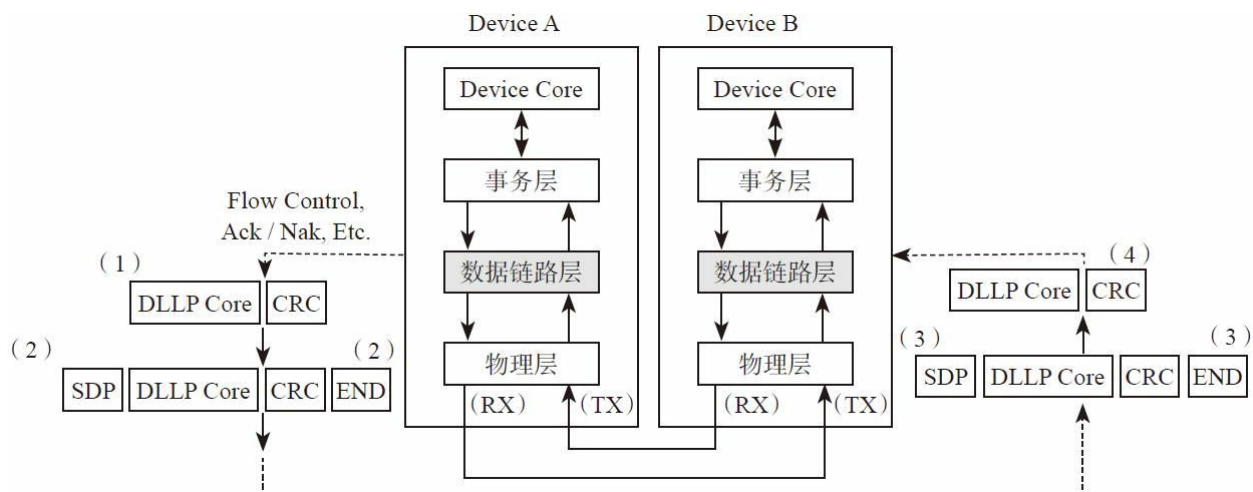 Device A
Device B
Device Core
Device Core
事务层
事务层
Flow Control,
Ack / Nak, Etc.
数据链路层
数据链路层
(1)
DLLP Core
CRC
(4)
DLLP Core
CRC
(2)
(2)
SDP
DLLP Core
CRC
END
物理层
物理层
(3)
(3)
SDP
DLLP Core
CRC
END
(RX)
(TX)
(RX)
(TX)